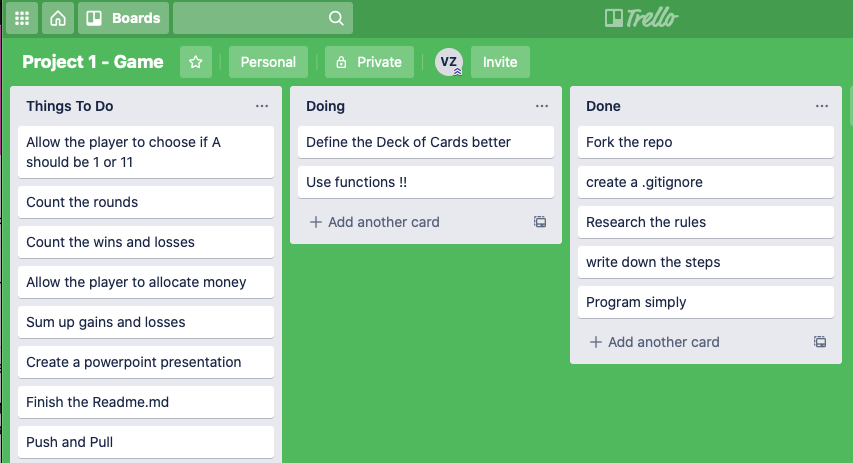 Boards
Trello
Project 1 - Game
Personal
Private
VZ
Invite
Things To Do
Allow the player to choose if A
should be 1 or 11
Count the rounds
Count the wins and losses
Allow the player to allocate money
Sum up gains and losses
Create a powerpoint presentation
Finish the Readme.md
Push and Pull
Doing
Define the Deck of Cards better
Use functions !!
+ Add another card
Done
Fork the repo
create a .gitignore
Research the rules
write down the steps
Program simply
+ Add another card